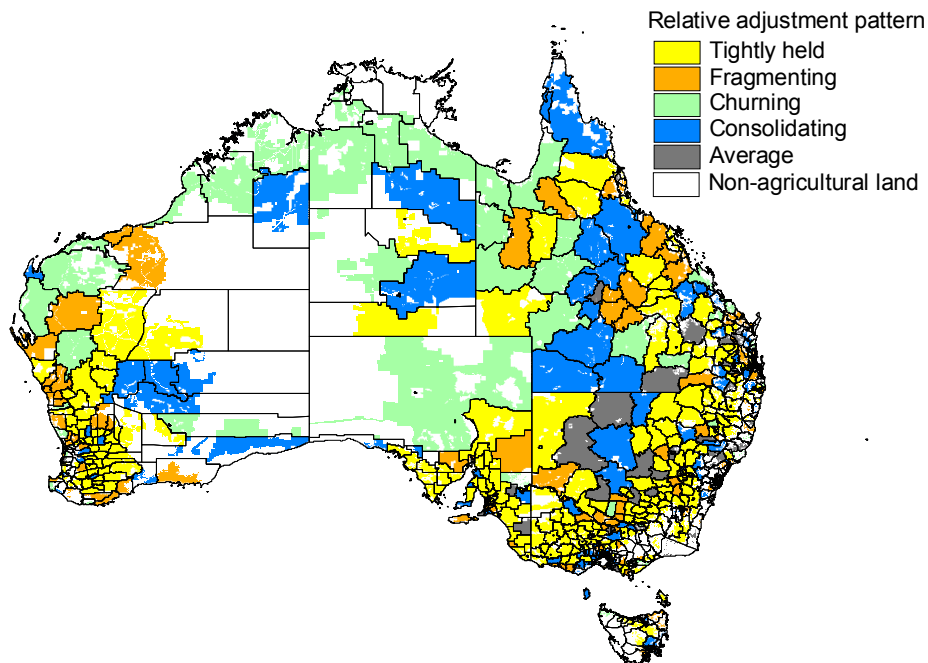 Relative adjustment pattern
Tightly held
Fragmenting
Churning
Consolidating
Average
Non-agricultural land